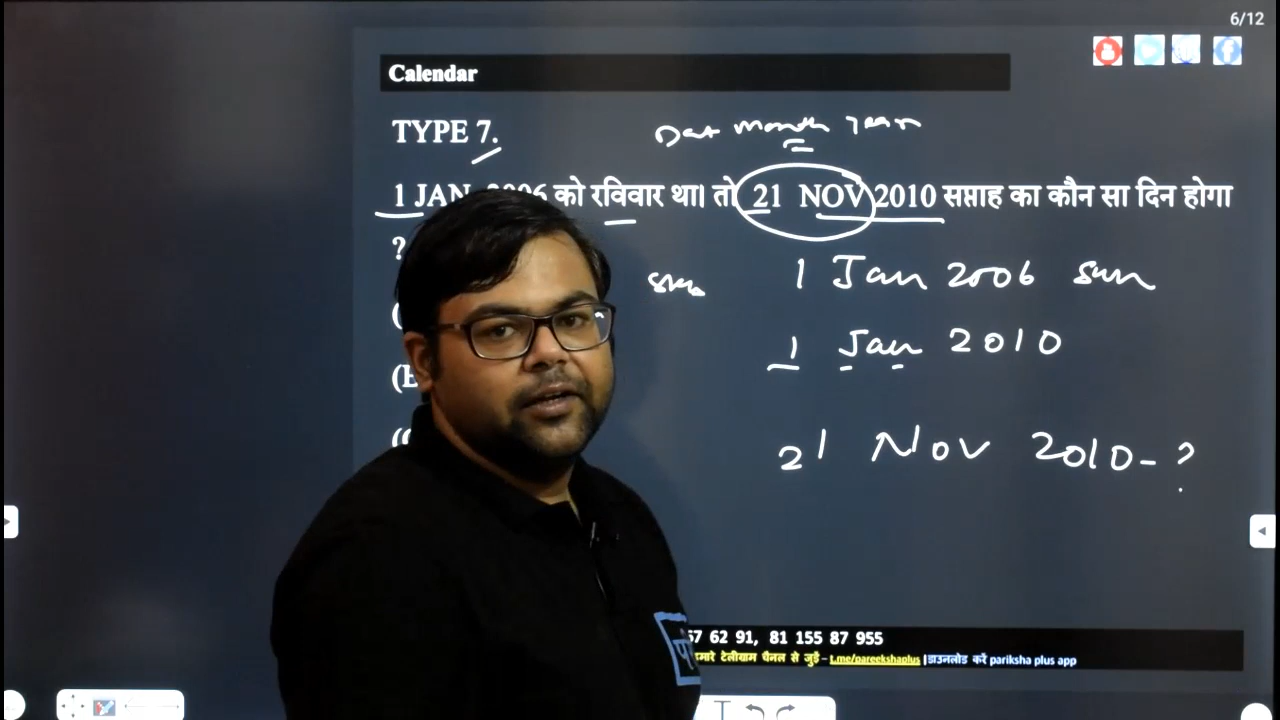 6/12
Calendar
TYPE 7.
Dat month year
1 JAN 2006 को रविवार था। तो 21 NOV 2010 सप्ताह का कौन सा दिन होगा
?
1 Jan 2006 Sun
1 Jan 2010
21 Nov 2010 - ?
57 62 91, 81 155 87 955
हमारे टेलीग्राम चैनल से जुड़ें - t.me/pareekshaplus | डाउनलोड करें pariksha plus app